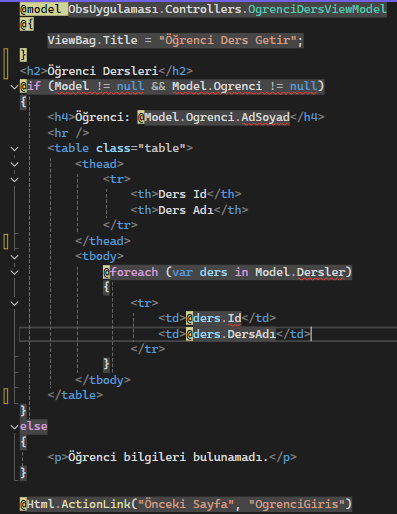 @model ObsUygulaması.Controllers.OgrenciDersViewModel
@{
ViewBag.Title = "Öğrenci Ders Getir";
}
<h2>Öğrenci Dersleri</h2>
@if (Model != null && Model.Ogrenci != null)
{
<h4>Öğrenci: @Model.Ogrenci.AdSoyad</h4>
<hr />
<table class="table">
<thead>
<tr>
<th>Ders Id</th>
<th>Ders Adı</th>
</tr>
</thead>
<tbody>
@foreach (var ders in Model.Dersler)
{
<tr>
<td>@ders.Id</td>
<td>@ders.DersAdı</td>
</tr>
}
</tbody>
</table>
}
else
{
<p>Öğrenci bilgileri bulunamadı.</p>
}
@Html.ActionLink("Önceki Sayfa", "OgrenciGiris")